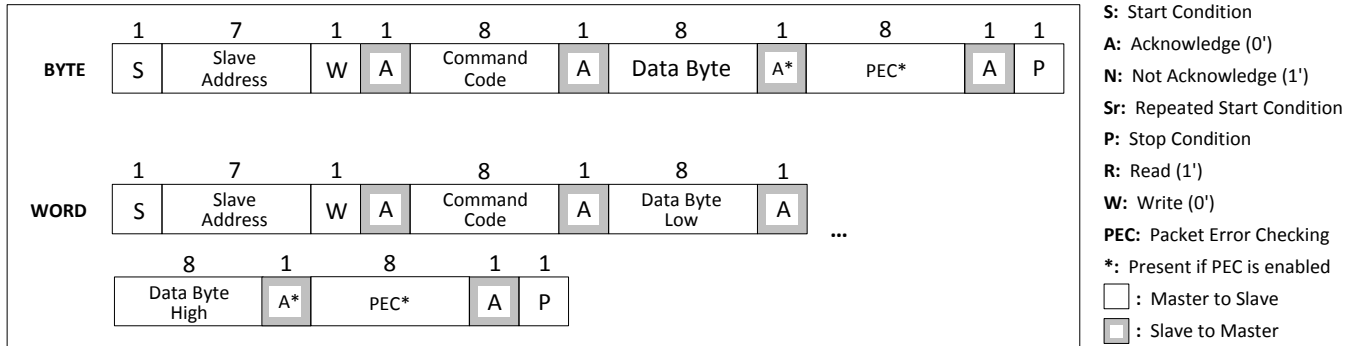 1 7 1 1 8 1 8 1 8 1 1
BYTE S Slave Address W A Command Code A Data Byte A* PEC* A P
1 7 1 8 1 8 1
WORD S Slave Address W A Command Code A Data Byte Low A ...
8 1 8 1 1
Data Byte High A* PEC* A P
S: Start Condition
A: Acknowledge (0')
N: Not Acknowledge (1')
Sr: Repeated Start Condition
P: Stop Condition
R: Read (1')
W: Write (0')
PEC: Packet Error Checking
*: Present if PEC is enabled
: Master to Slave
: Slave to Master